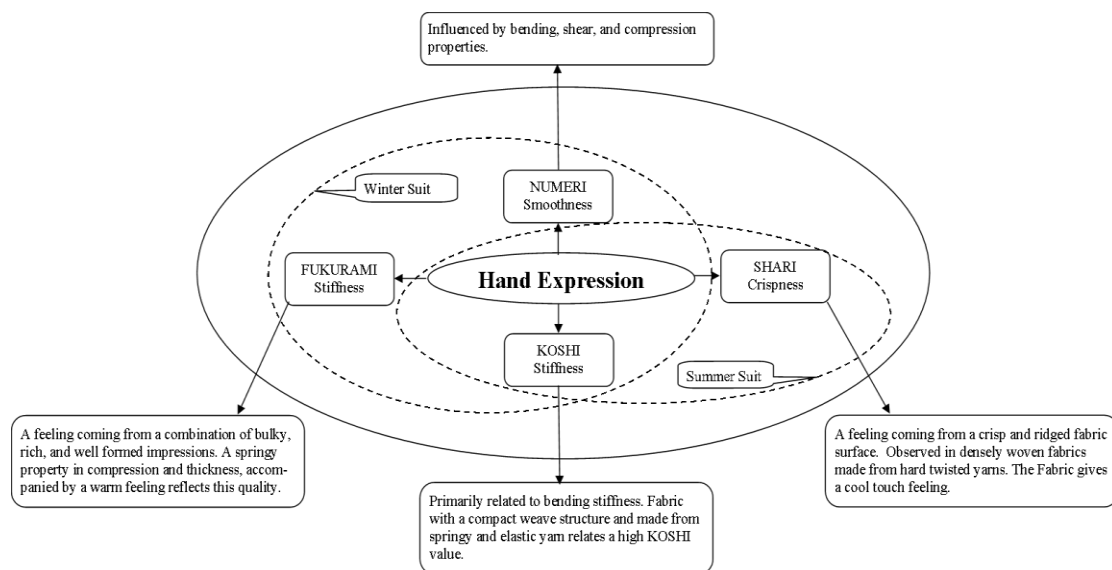 Influenced by bending, shear, and compression
properties.
Winter Suit
NUMERI
Smoothness
FUKURAMI
Stiffness
Hand Expression
SHARI
Crispness
KOSHI
Stiffness
Summer Suit
A feeling coming from a combination of bulky,
rich, and well formed impressions. A springy
property in compression and thickness, accom-
panied by a warm feeling reflects this quality.
A feeling coming from a crisp and ridged fabric
surface. Observed in densely woven fabrics
made from hard twisted yarns. The Fabric gives
a cool touch feeling.
Primarily related to bending stiffness. Fabric
with a compact weave structure and made from
springy and elastic yarn relates a high KOSHI
value.